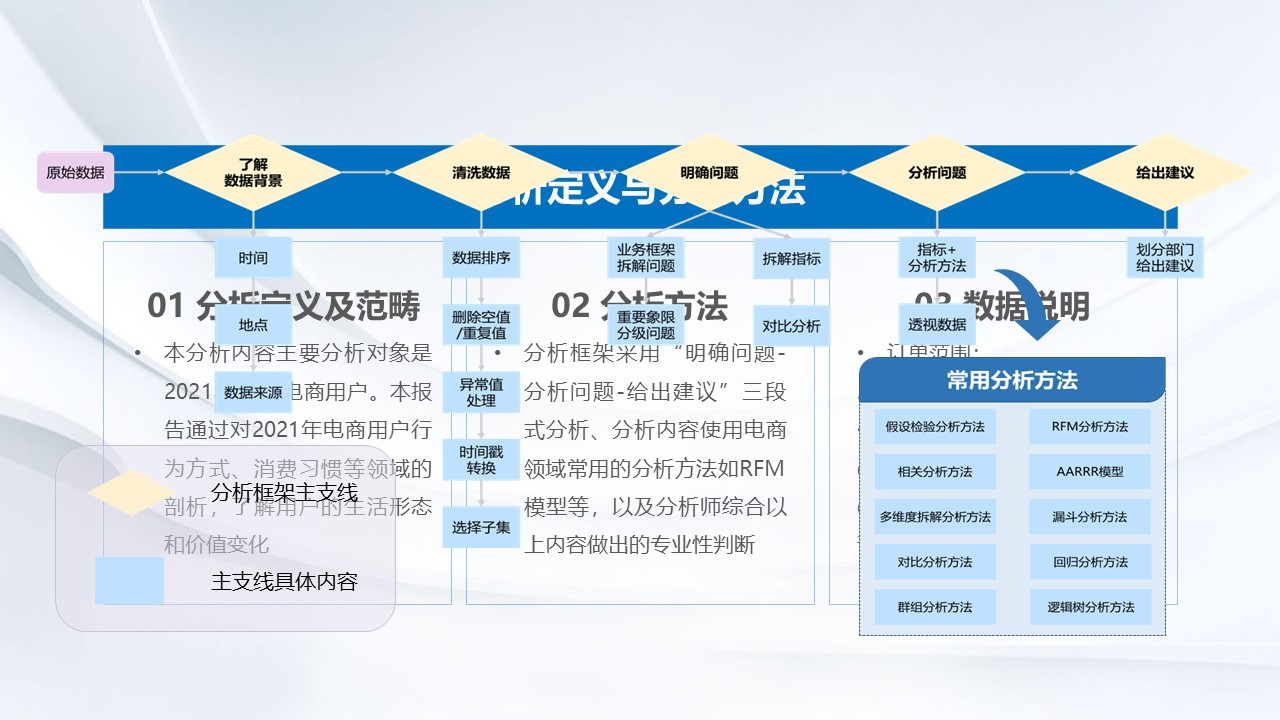 原始数据
了解
数据背景
清洗数据
明确问题
分析问题
给出建议
析定义与分析方法
时间
地点
数据来源
数据排序
删除空值
/重复值
异常值
处理
时间戳
转换
选择子集
业务框架
拆解问题
重要象限
分级问题
拆解指标
对比分析
指标+
分析方法
透视数据
划分部门
给出建议
01 分析定义及范畴
• 本分析内容主要分析对象是
2021 电商用户。本报
告通过对2021年电商用户行
为方式、消费习惯等领域的
剖析，了解用户的生活形态
和价值变化
02 分析方法
• 分析框架采用“明确问题-
分析问题-给出建议”三段
式分析、分析内容使用电商
领域常用的分析方法如RFM
模型等，以及分析师综合以
上内容做出的专业性判断
03 数据说明
• 订单范围：
常用分析方法
假设检验分析方法
RFM分析方法
相关分析方法
AARRR模型
多维度拆解分析方法
漏斗分析方法
对比分析方法
回归分析方法
群组分析方法
逻辑树分析方法
分析框架主支线
主支线具体内容